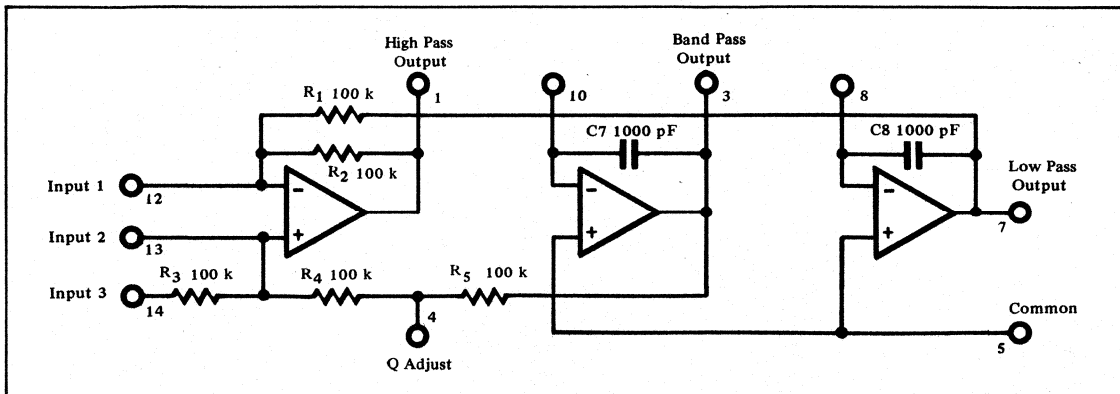 High Pass
Output
1
Band Pass
Output
3
10
8
R1 100 k
C7 1000 pF
C8 1000 pF
R2 100 k
Low Pass
Output
7
Input 1
12
−
−
−
Input 2
13
+
+
+
R3 100 k
R4 100 k
R5 100 k
Input 3
14
4
Q Adjust
Common
5